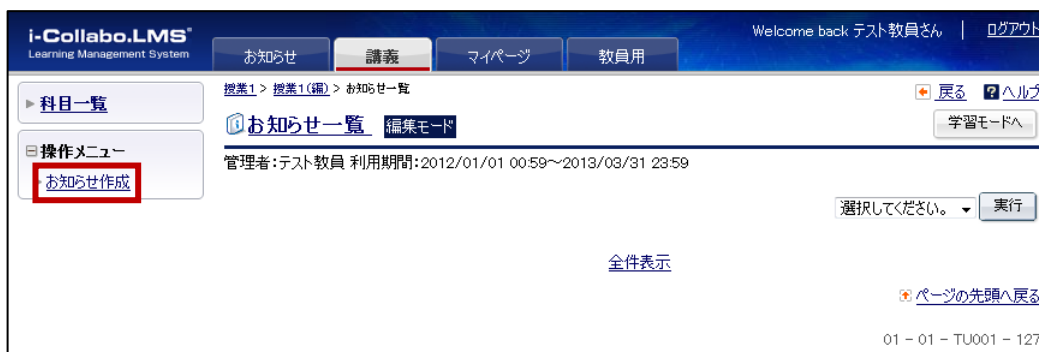 i-Collabo.LMS
Learning Management System
Welcome back テスト教員さん | ログアウト
お知らせ 講義 マイページ 教員用
科目一覧
操作メニュー
お知らせ作成
授業1 > 授業1(編) > お知らせ一覧
戻る ヘルプ
お知らせ一覧 編集モード
学習モードへ
管理者:テスト教員 利用期間:2012/01/01 00:59～2013/03/31 23:59
選択してください。 実行
全件表示
ページの先頭へ戻る
01 - 01 - TU001 - 127